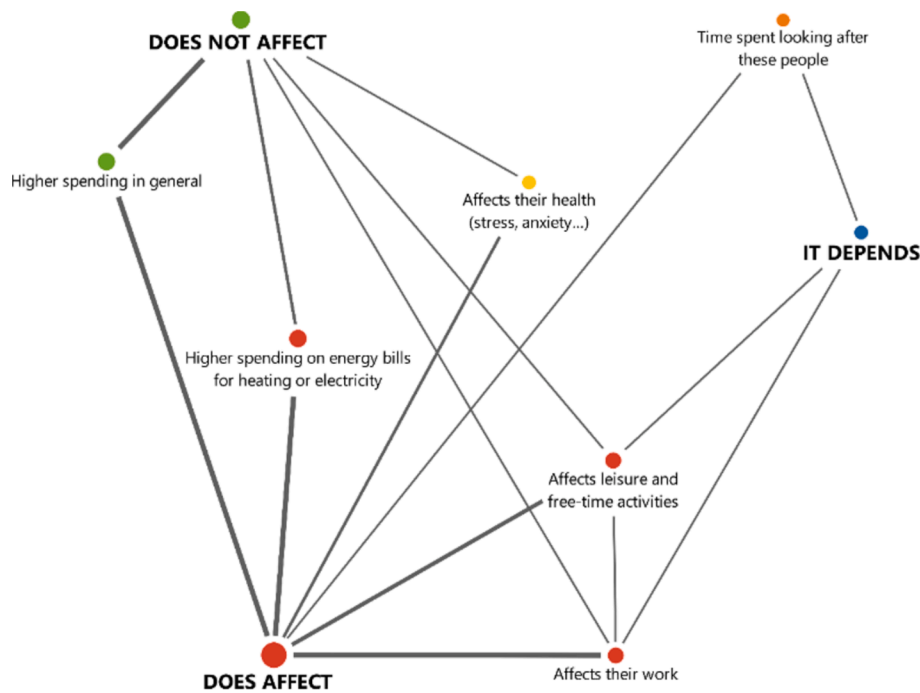 DOES NOT AFFECT
Time spent looking after
these people
Higher spending in general
Affects their health
(stress, anxiety...)
IT DEPENDS
Higher spending on energy bills
for heating or electricity
Affects leisure and
free-time activities
Affects their work
DOES AFFECT